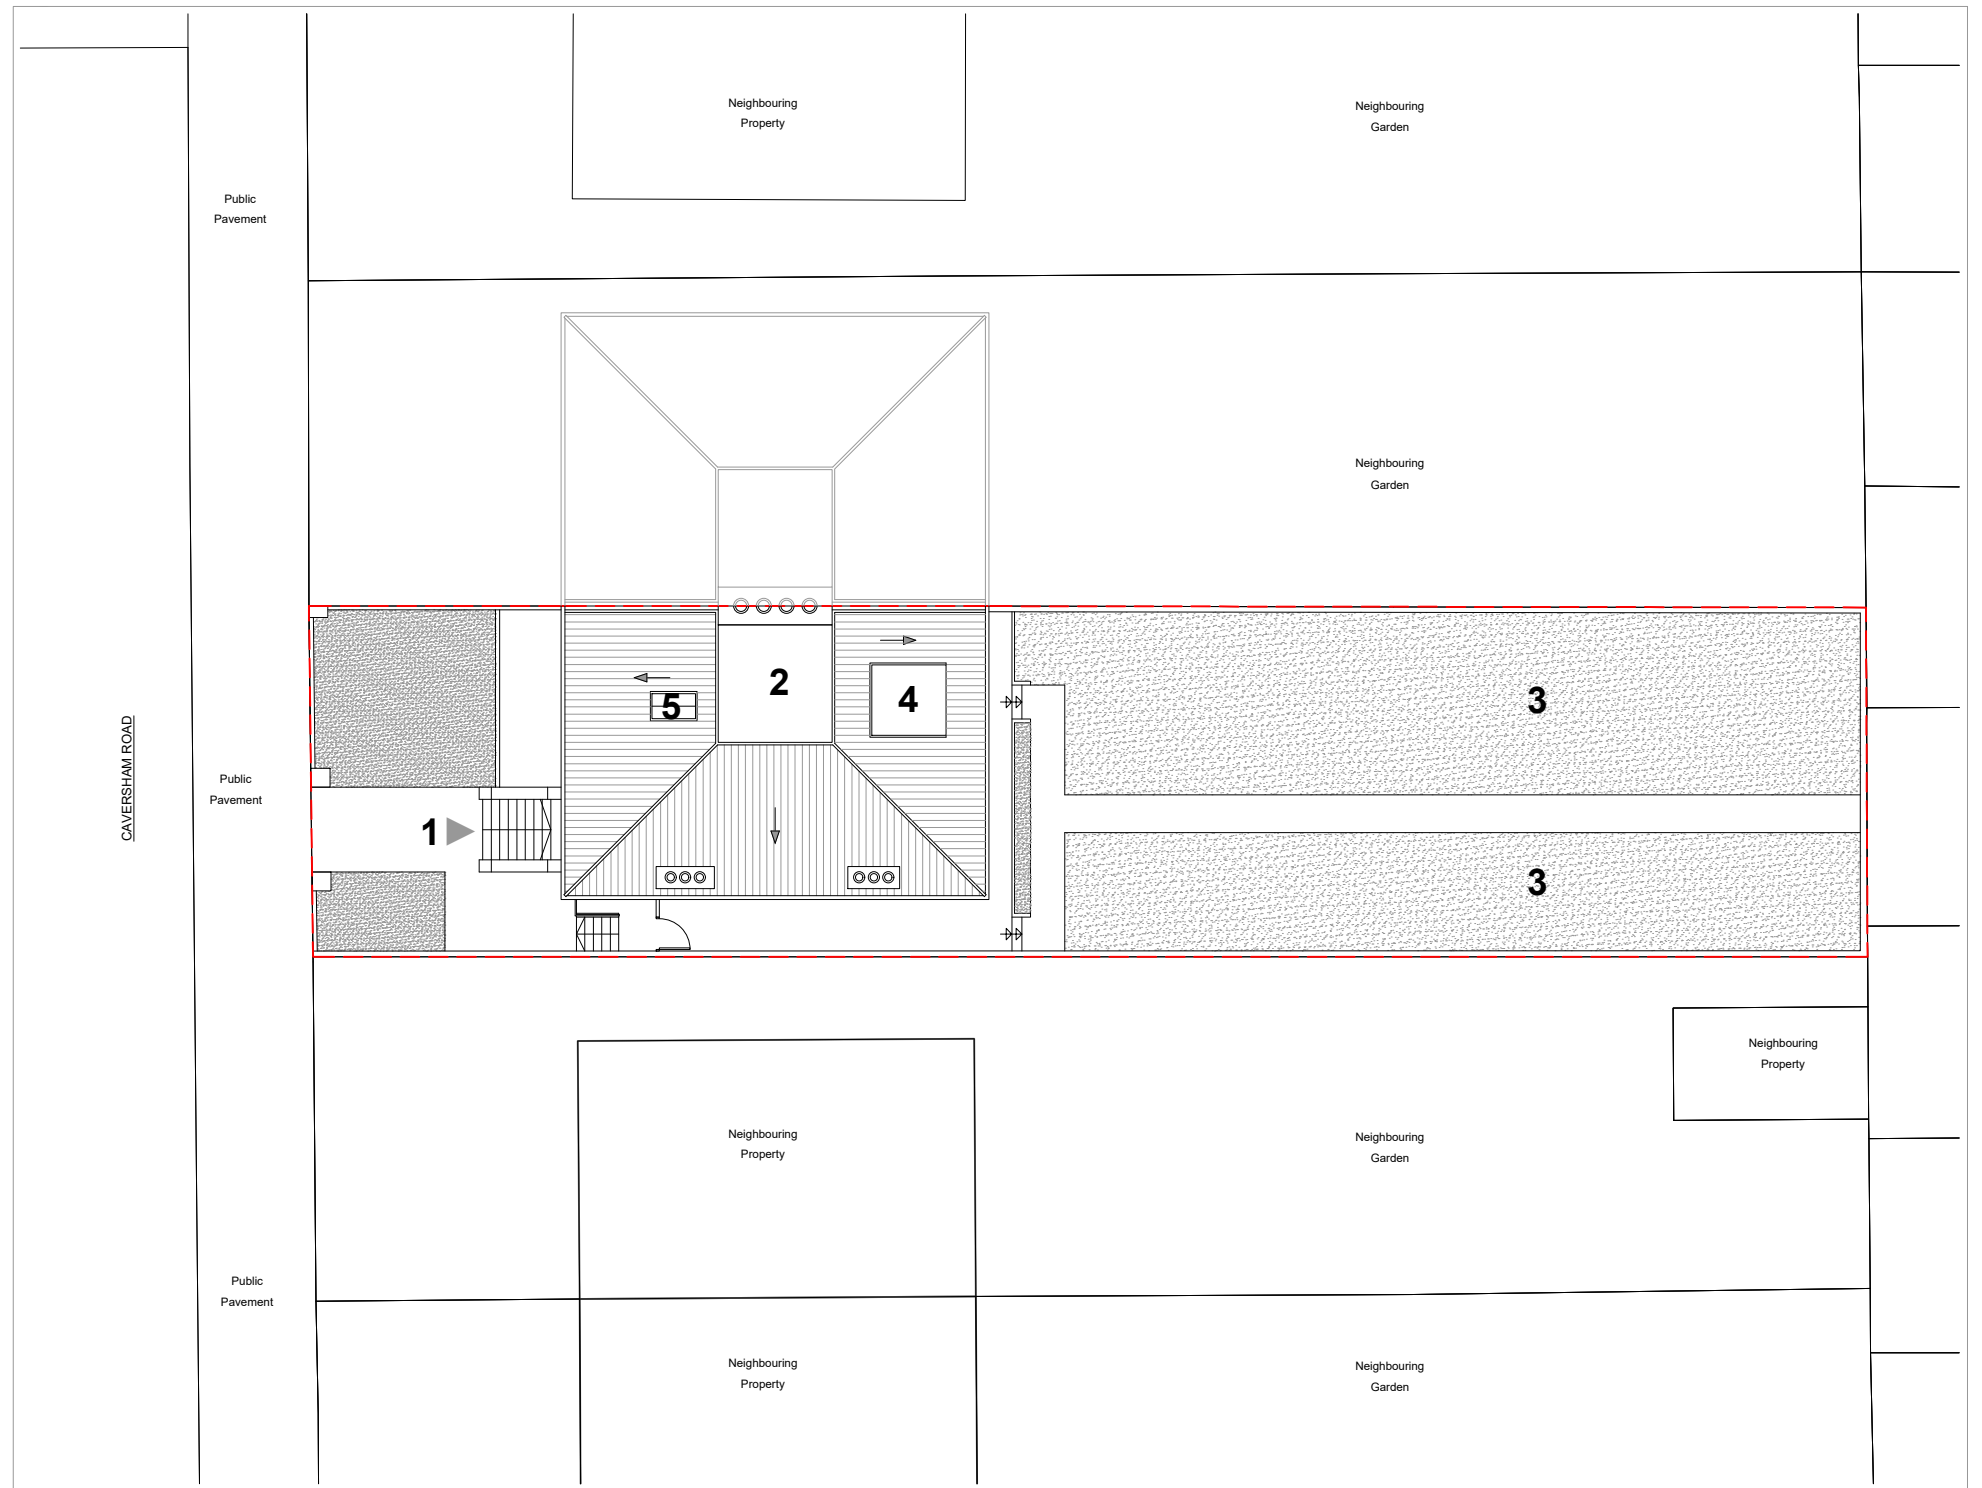 Neighbouring
Property
Neighbouring
Garden
Public
Pavement
Neighbouring
Garden
2
3
4
5
CAVERSHAM ROAD
Public
Pavement
1
3
Neighbouring
Property
Neighbouring
Property
Neighbouring
Garden
Public
Pavement
Neighbouring
Property
Neighbouring
Garden